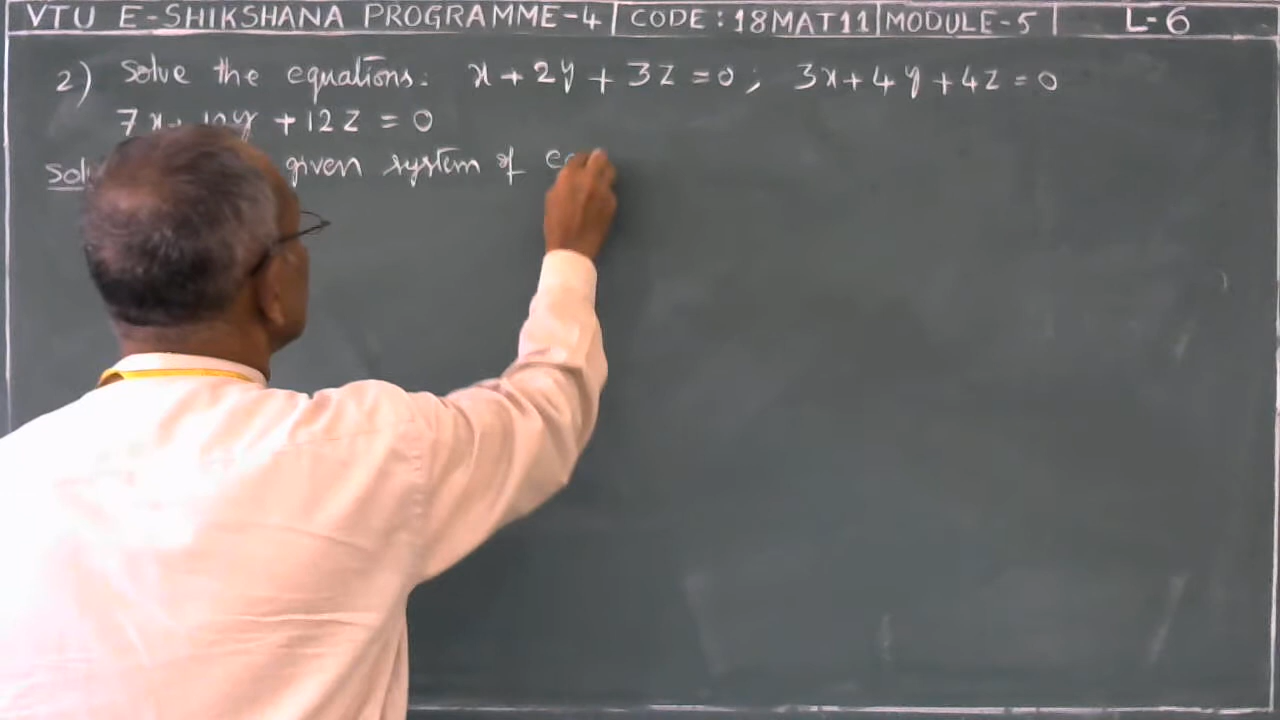 VTU E-SHIKSHANA PROGRAMME-4 CODE: 18MAT11 MODULE-5 L-6
2) Solve the equations: x + 2y + 3z = 0; 3x + 4y + 4z = 0
7x + 10y + 12z = 0
given system of